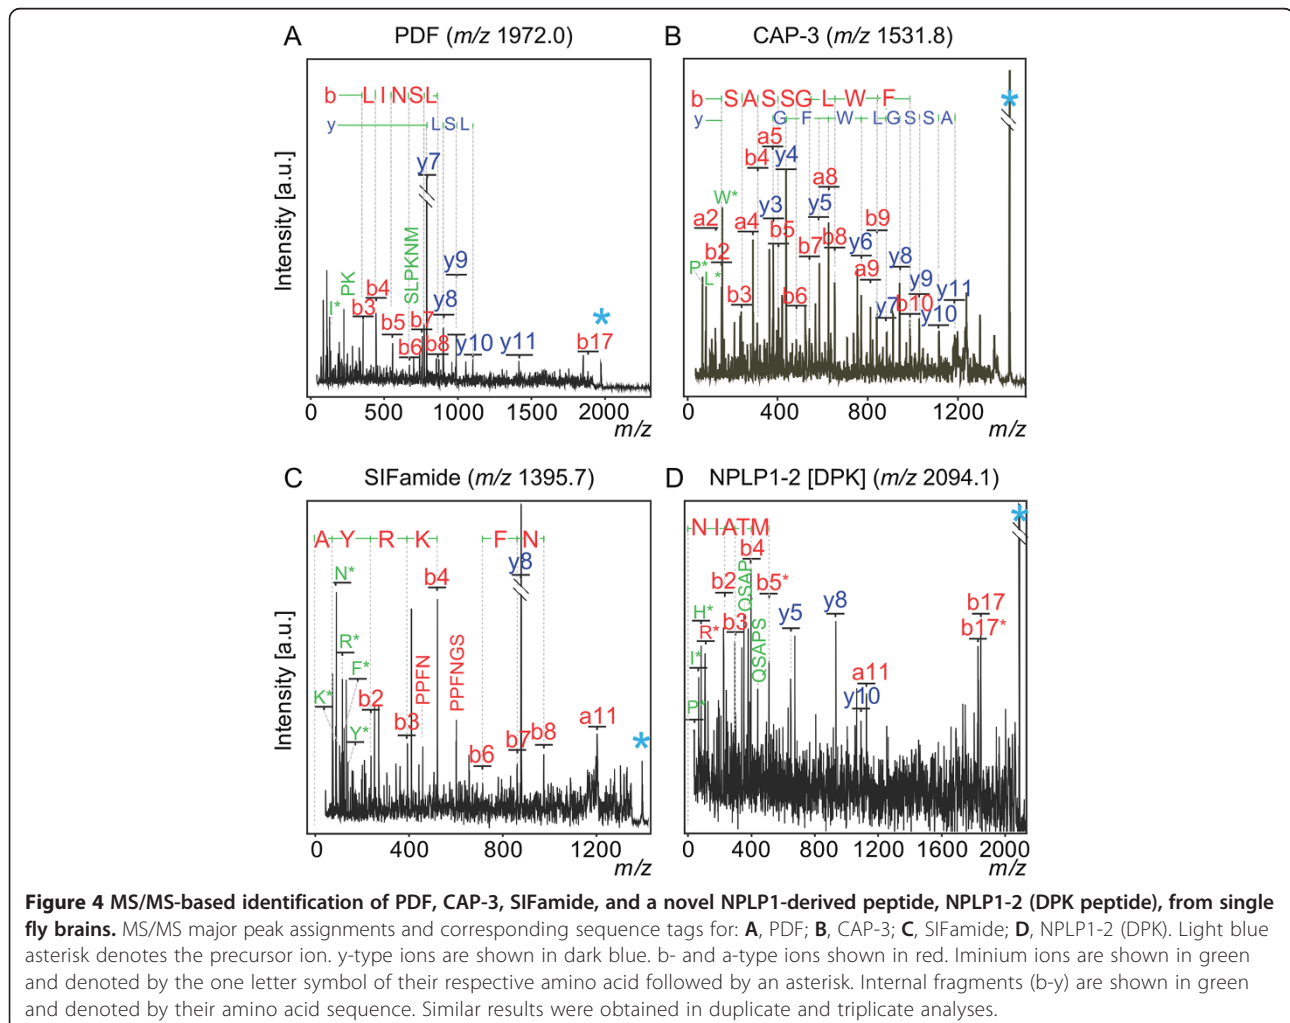 A PDF (m/z 1972.0)
b L I N S L
y L S L
y7
Intensity [a.u.]
SLPKNM
y9
PK
I*
b4
b3
y8
b7
b5
b6
b8
y10
y11
b17
*
0 500 1000 1500 2000
m/z
B CAP-3 (m/z 1531.8)
*
b S A S S G L W F
y G F W L G S S A
a5
b4
y4
W*
a8
a2
a4
y3
y5
b9
b5
b8
b2
b7
y6
y8
P*
L*
a9
y9
y11
b3
b6
y7
b10
y10
0 400 800 1200
m/z
C SIFamide (m/z 1395.7)
A Y R K F N
y8
N*
b4
Intensity [a.u.]
R*
F*
PPFN
PPFNGS
K*
b2
Y*
b3
b6
b7
b8
a11
*
0 400 800 1200
m/z
D NPLP1-2 [DPK] (m/z 2094.1)
*
N I A T M
b4
b2
QSAP
b5*
H*
R*
b3
QSAPS
y5
y8
b17
b17*
I*
P*
a11
y10
0 400 800 1200 1600 2000
m/z
Figure 4 MS/MS-based identification of PDF, CAP-3, SIFamide, and a novel NPLP1-derived peptide, NPLP1-2 (DPK peptide), from single
fly brains. MS/MS major peak assignments and corresponding sequence tags for: A, PDF; B, CAP-3; C, SIFamide; D, NPLP1-2 (DPK). Light blue
asterisk denotes the precursor ion. y-type ions are shown in dark blue. b- and a-type ions shown in red. Iminium ions are shown in green
and denoted by the one letter symbol of their respective amino acid followed by an asterisk. Internal fragments (b-y) are shown in green
and denoted by their amino acid sequence. Similar results were obtained in duplicate and triplicate analyses.